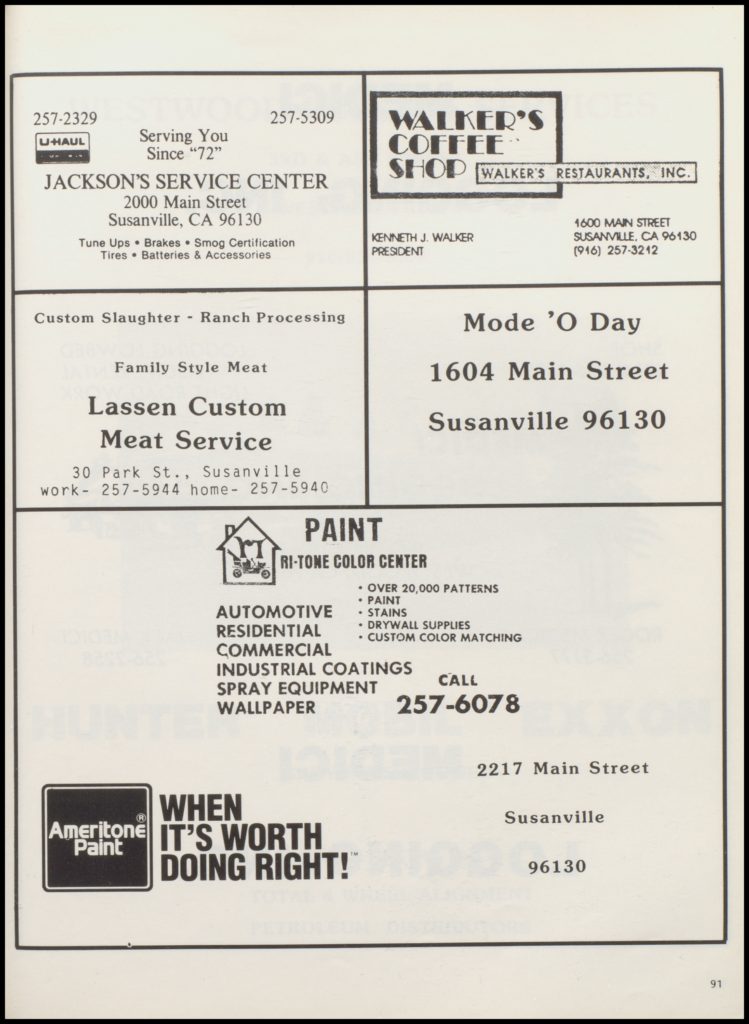 257-2329
257-5309
U-HAUL
Serving You
Since "72"
JACKSON'S SERVICE CENTER
2000 Main Street
Susanville, CA 96130
Tune Ups • Brakes • Smog Certification
Tires • Batteries & Accessories
WALKER'S
COFFEE
SHOP
WALKER'S RESTAURANTS, INC.
KENNETH J. WALKER
PRESIDENT
1600 MAIN STREET
SUSANVILLE, CA 96130
(916) 257-3212
Custom Slaughter - Ranch Processing
Family Style Meat
Lassen Custom
Meat Service
30 Park St., Susanville
work- 257-5944 home- 257-5940
Mode 'O Day
1604 Main Street
Susanville 96130
PAINT
RI-TONE COLOR CENTER
• OVER 20,000 PATTERNS
• PAINT
• STAINS
• DRYWALL SUPPLIES
• CUSTOM COLOR MATCHING
AUTOMOTIVE
RESIDENTIAL
COMMERCIAL
INDUSTRIAL COATINGS
SPRAY EQUIPMENT
WALLPAPER
CALL
257-6078
2217 Main Street
Susanville
96130
Ameritone®
Paint
WHEN
IT'S WORTH
DOING RIGHT!™
91